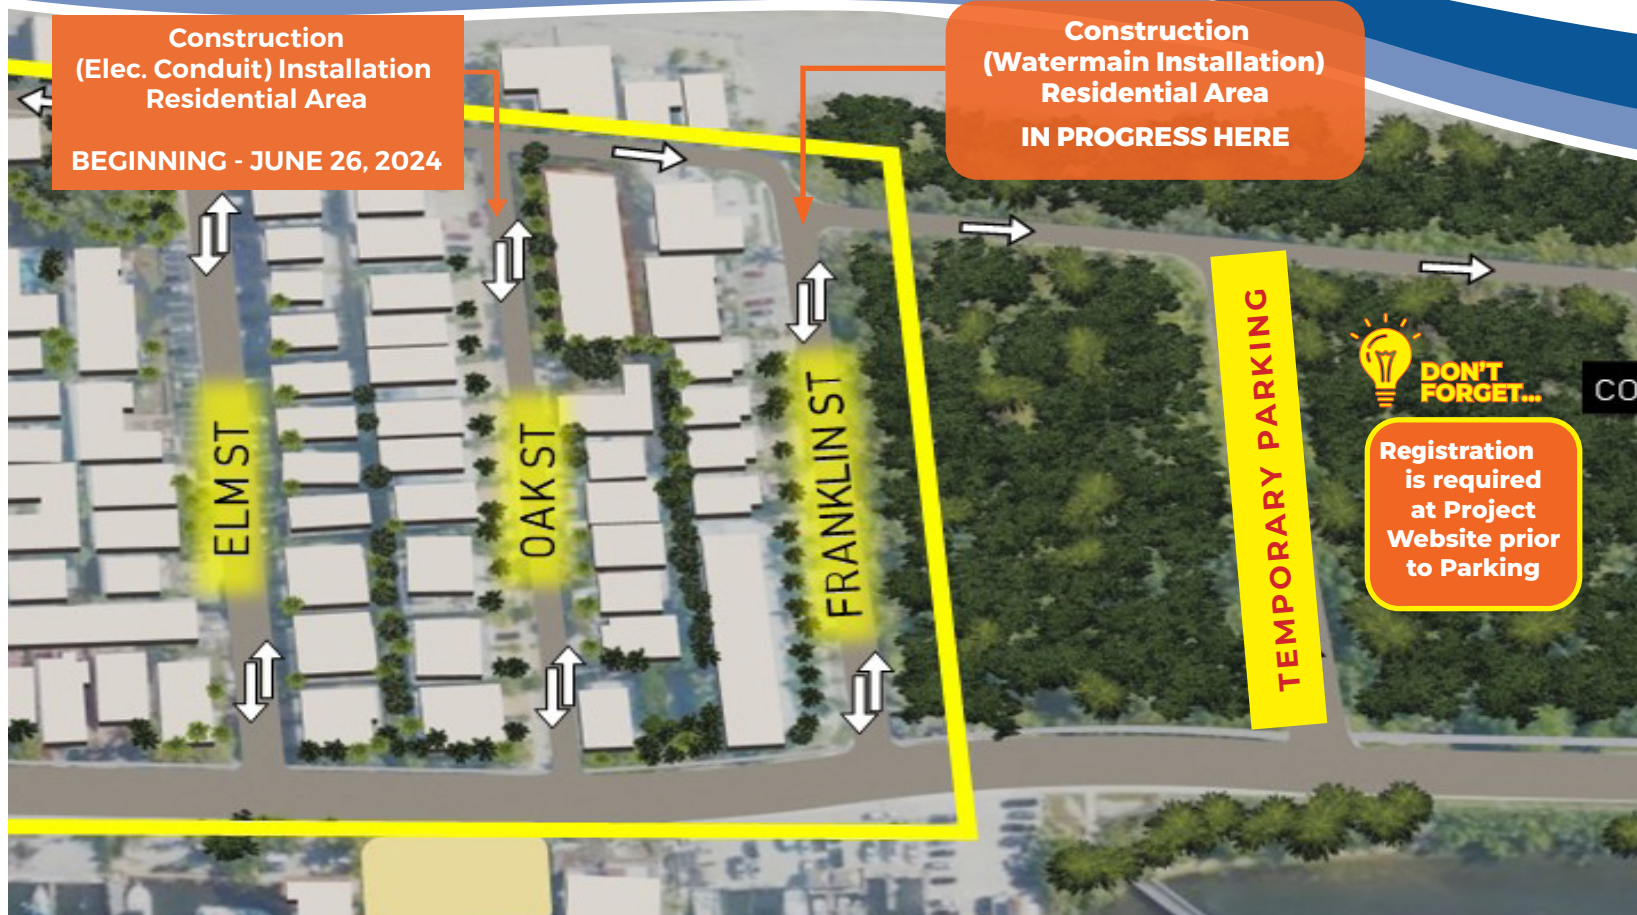 Construction
(Elec. Conduit) Installation
Residential Area
BEGINNING - JUNE 26, 2024
Construction
(Watermain Installation)
Residential Area
IN PROGRESS HERE
ELM ST
OAK ST
FRANKLIN ST
TEMPORARY PARKING
DON'T
FORGET...
CO
Registration
is required
at Project
Website prior
to Parking